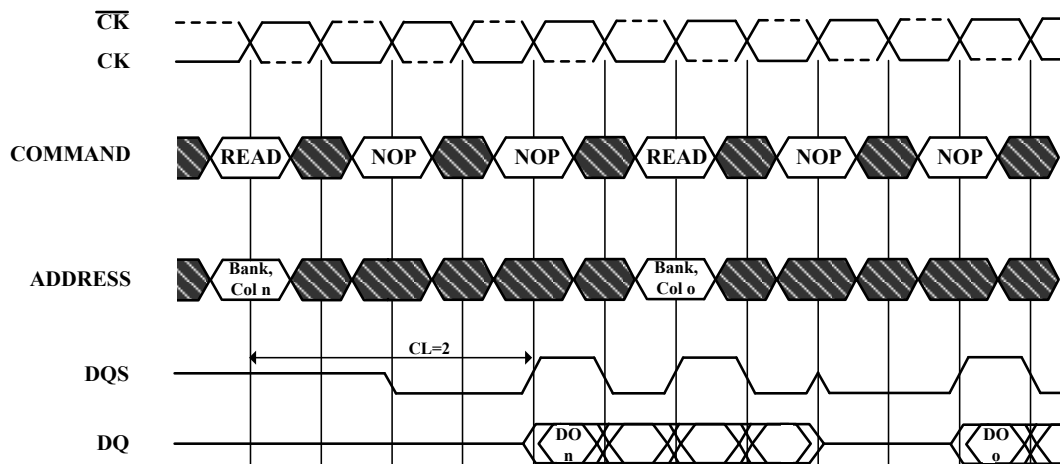 CK
CK
COMMAND READ NOP NOP READ NOP NOP
ADDRESS Bank, Col n Bank, Col o
CL=2
DQS
DQ DO n DO o